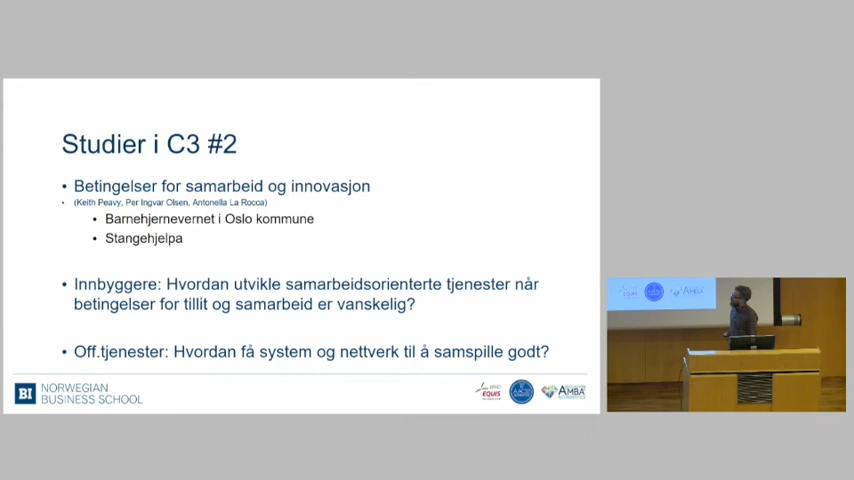 Studier i C3 #2
• Betingelser for samarbeid og innovasjon
• (Keith Peavy, Per Ingvar Olsen, Antonella La Rocca)
• Barnehjernevernet i Oslo kommune
• Stangehjelpa
• Innbyggere: Hvordan utvikle samarbeidsorienterte tjenester når
betingelser for tillit og samarbeid er vanskelig?
• Off.tjenester: Hvordan få system og nettverk til å samspille godt?
BI
NORWEGIAN
BUSINESS SCHOOL
EQUIS
AMBA
EQUIS
AMBA